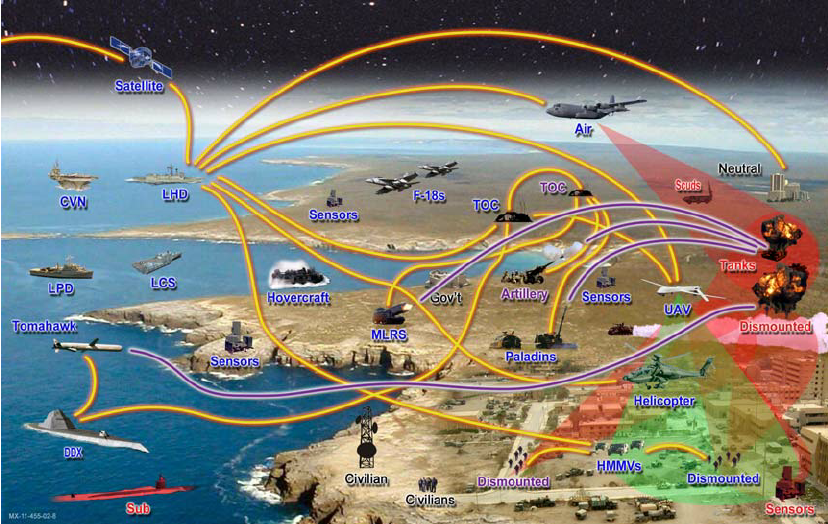 Satellite
Air
Neutral
Scuds
CVN
LHD
F-18s
TOC
TOC
Sensors
Tanks
LPD
LCS
Hovercraft
Gov't
Artillery
Sensors
UAV
Dismounted
Tomahawk
MLRS
Sensors
Paladins
Helicopter
DDX
Civilian
HMMVs
Dismounted
Dismounted
Civilians
Sub
Sensors
MX-11-455-02-8